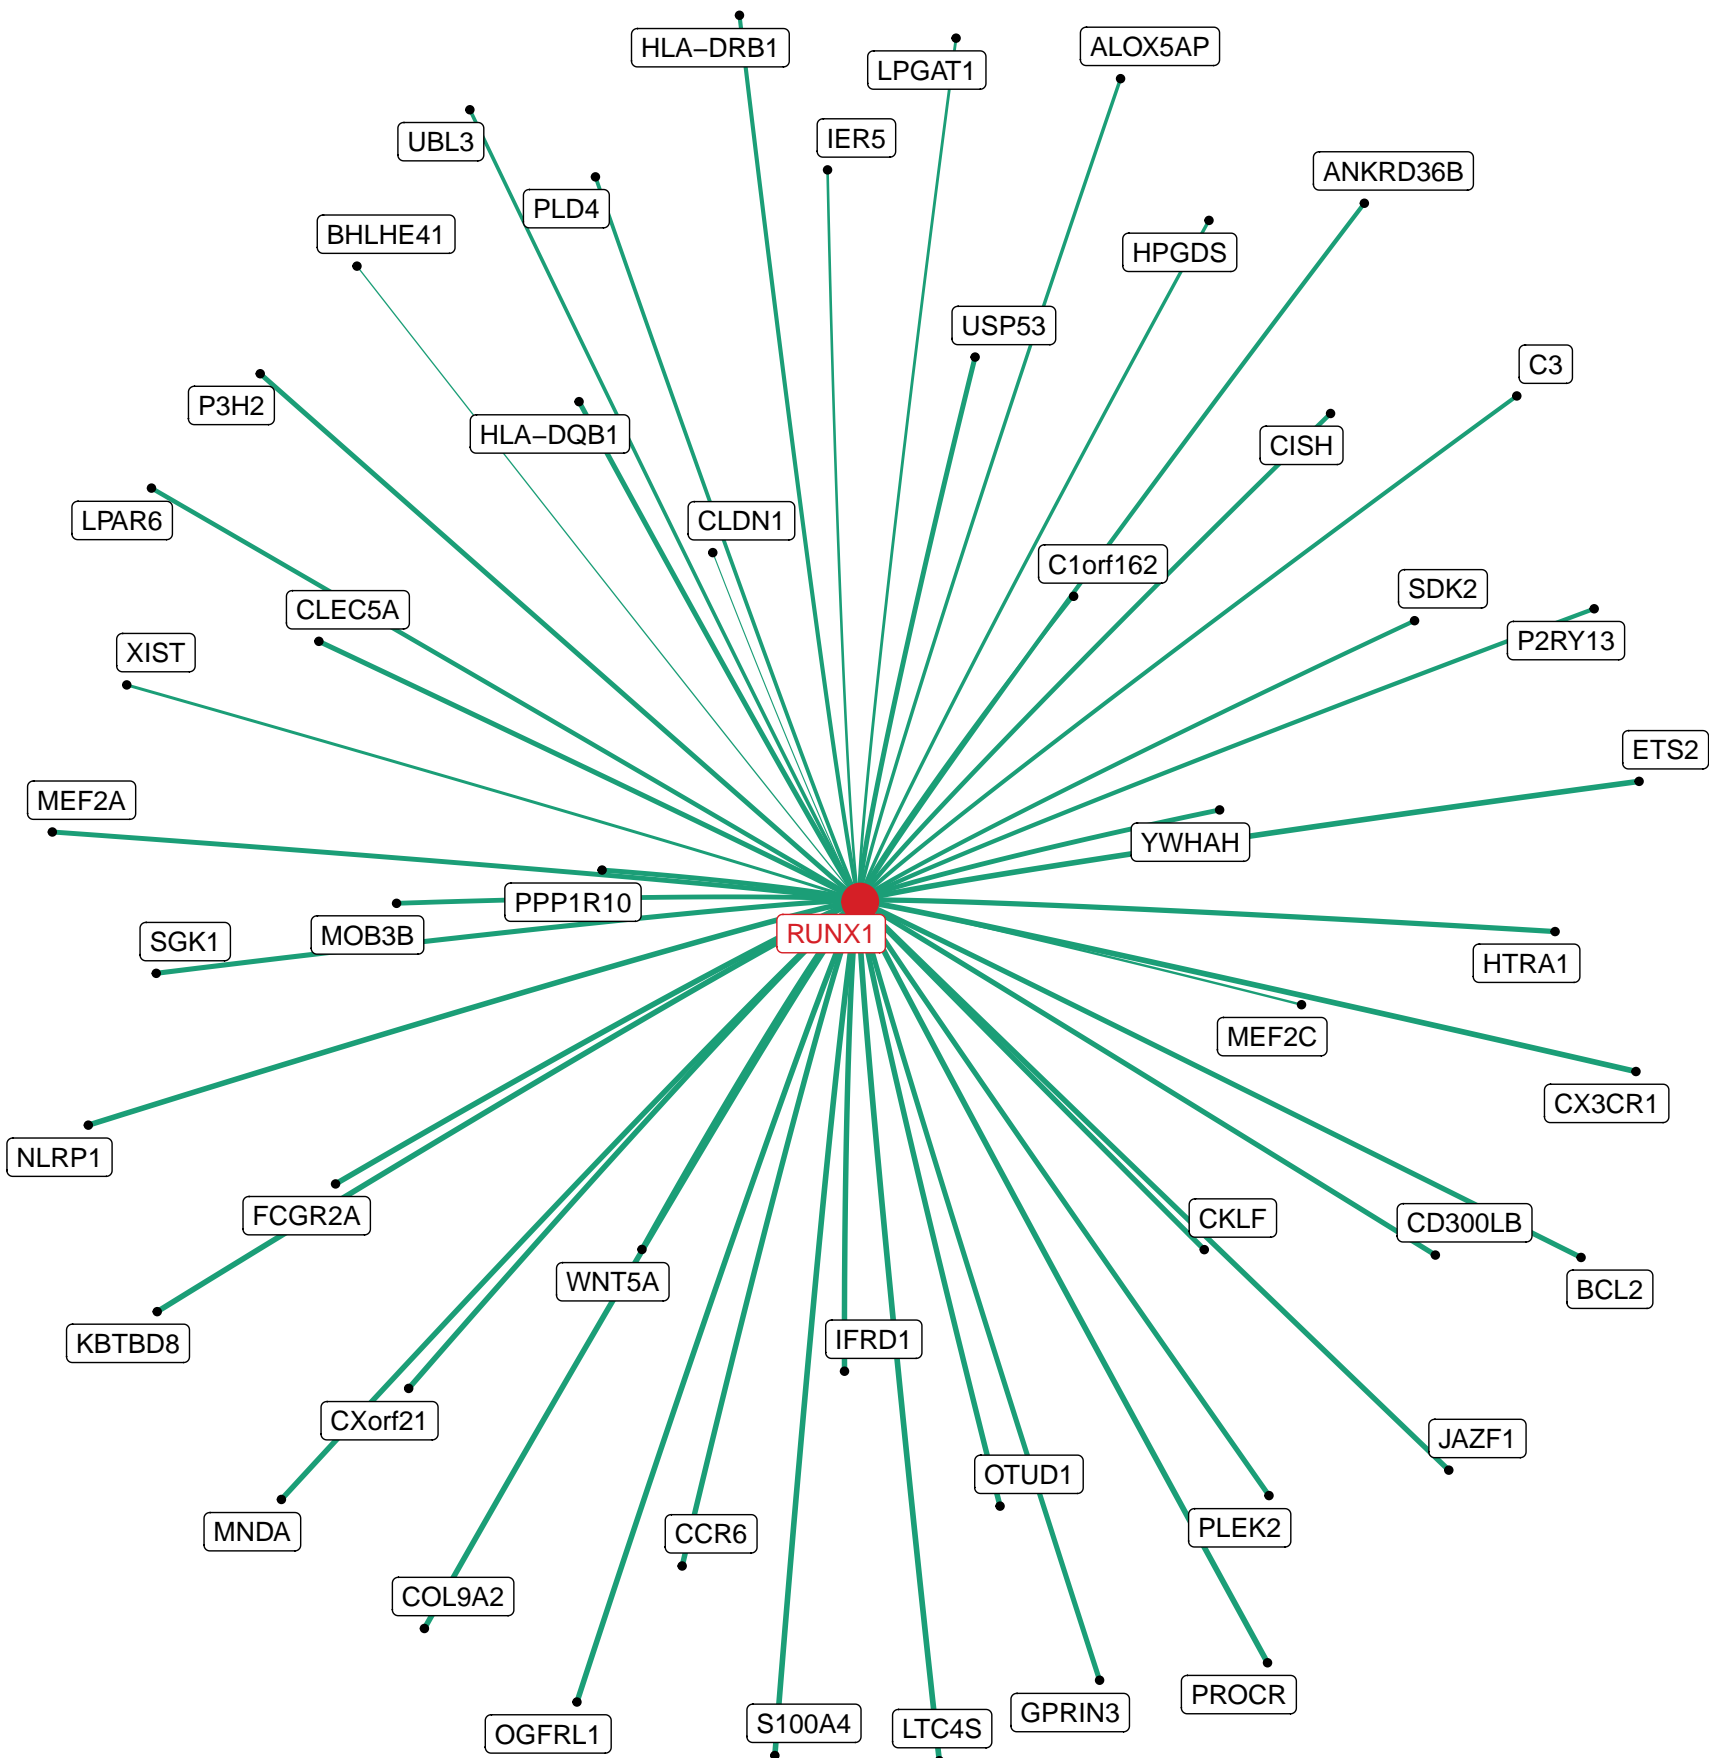 HLA−DRB1
LPGAT1
ALOX5AP
UBL3
IER5
ANKRD36B
PLD4
BHLHE41
HPGDS
USP53
C3
P3H2
HLA−DQB1
CISH
LPAR6
CLDN1
C1orf162
SDK2
CLEC5A
P2RY13
XIST
ETS2
MEF2A
YWHAH
PPP1R10
RUNX1
MOB3B
SGK1
HTRA1
MEF2C
CX3CR1
NLRP1
FCGR2A
CKLF
CD300LB
WNT5A
BCL2
KBTBD8
IFRD1
CXorf21
JAZF1
OTUD1
MNDA
CCR6
PLEK2
COL9A2
PROCR
GPRIN3
S100A4
LTC4S
OGFRL1